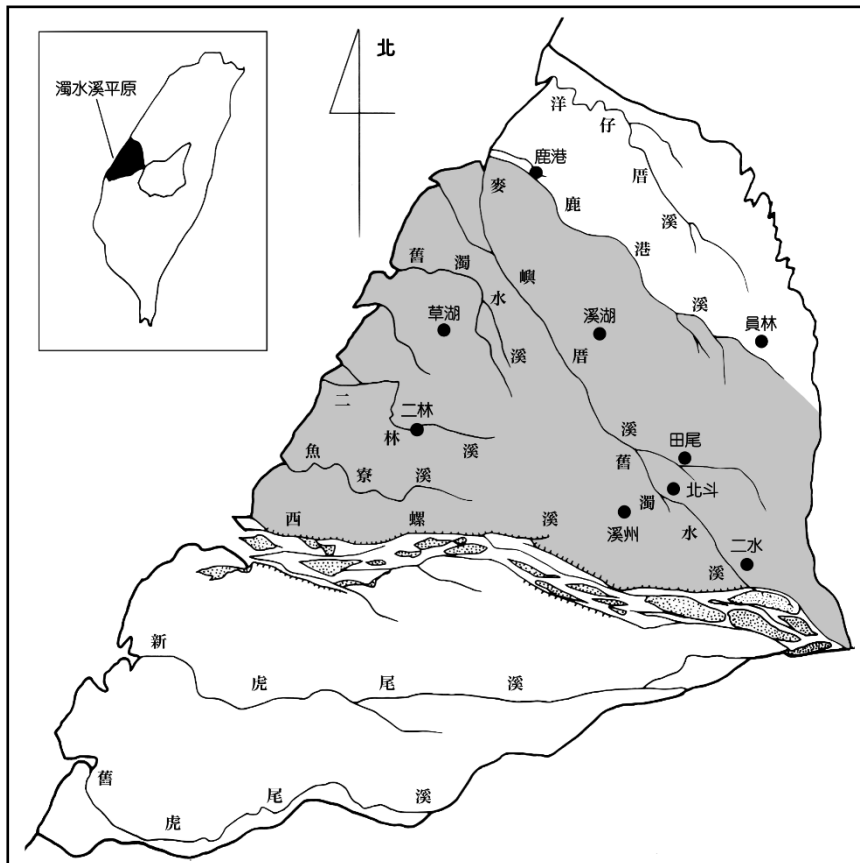 濁水溪平原
北
洋仔厝溪
鹿港
麥嶼厝溪
鹿港溪
舊濁水溪
草湖
溪湖
員林
二林溪
二林
田尾
魚寮溪
北斗
舊濁水溪
溪州
西螺溪
二水
新虎尾溪
舊虎尾溪